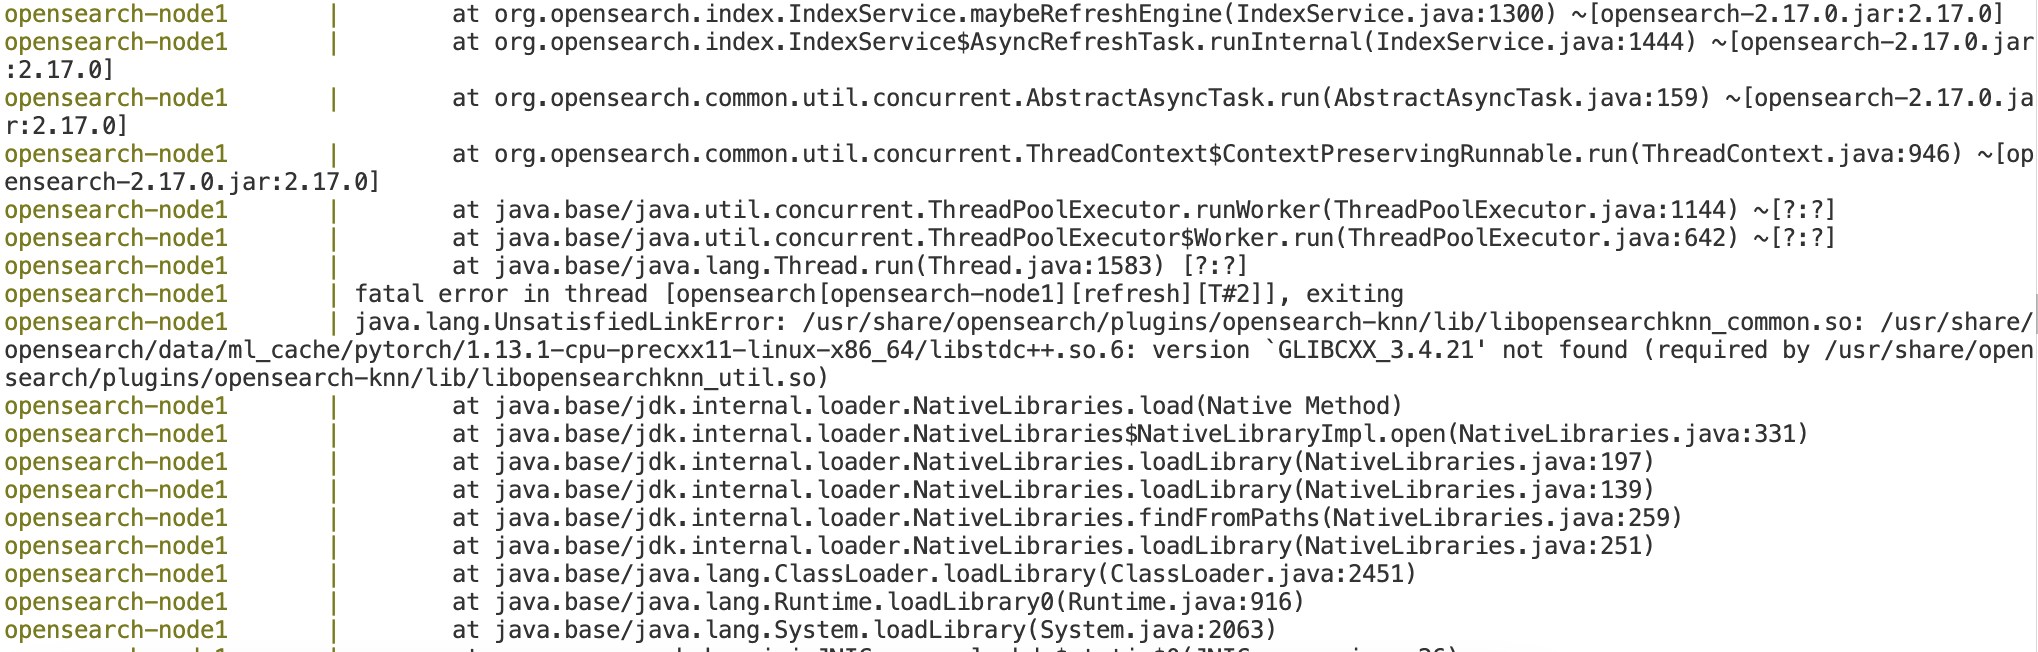 opensearch-node1       |        at org.opensearch.index.IndexService.maybeRefreshEngine(IndexService.java:1300) ~[opensearch-2.17.0.jar:2.17.0]
opensearch-node1       |        at org.opensearch.index.IndexService$AsyncRefreshTask.runInternal(IndexService.java:1444) ~[opensearch-2.17.0.jar
:2.17.0]
opensearch-node1       |        at org.opensearch.common.util.concurrent.AbstractAsyncTask.run(AbstractAsyncTask.java:159) ~[opensearch-2.17.0.ja
r:2.17.0]
opensearch-node1       |        at org.opensearch.common.util.concurrent.ThreadContext$ContextPreservingRunnable.run(ThreadContext.java:946) ~[op
ensearch-2.17.0.jar:2.17.0]
opensearch-node1       |        at java.base/java.util.concurrent.ThreadPoolExecutor.runWorker(ThreadPoolExecutor.java:1144) ~[?:?]
opensearch-node1       |        at java.base/java.util.concurrent.ThreadPoolExecutor$Worker.run(ThreadPoolExecutor.java:642) ~[?:?]
opensearch-node1       |        at java.base/java.lang.Thread.run(Thread.java:1583) [?:?]
opensearch-node1       | fatal error in thread [opensearch[opensearch-node1][refresh][T#2]], exiting
opensearch-node1       | java.lang.UnsatisfiedLinkError: /usr/share/opensearch/plugins/opensearch-knn/lib/libopensearchknn_common.so: /usr/share/
opensearch/data/ml_cache/pytorch/1.13.1-cpu-precxx11-linux-x86_64/libstdc++.so.6: version `GLIBCXX_3.4.21' not found (required by /usr/share/open
search/plugins/opensearch-knn/lib/libopensearchknn_util.so)
opensearch-node1       |        at java.base/jdk.internal.loader.NativeLibraries.load(Native Method)
opensearch-node1       |        at java.base/jdk.internal.loader.NativeLibraries$NativeLibraryImpl.open(NativeLibraries.java:331)
opensearch-node1       |        at java.base/jdk.internal.loader.NativeLibraries.loadLibrary(NativeLibraries.java:197)
opensearch-node1       |        at java.base/jdk.internal.loader.NativeLibraries.loadLibrary(NativeLibraries.java:139)
opensearch-node1       |        at java.base/jdk.internal.loader.NativeLibraries.findFromPaths(NativeLibraries.java:259)
opensearch-node1       |        at java.base/jdk.internal.loader.NativeLibraries.loadLibrary(NativeLibraries.java:251)
opensearch-node1       |        at java.base/java.lang.ClassLoader.loadLibrary(ClassLoader.java:2451)
opensearch-node1       |        at java.base/java.lang.Runtime.loadLibrary0(Runtime.java:916)
opensearch-node1       |        at java.base/java.lang.System.loadLibrary(System.java:2063)